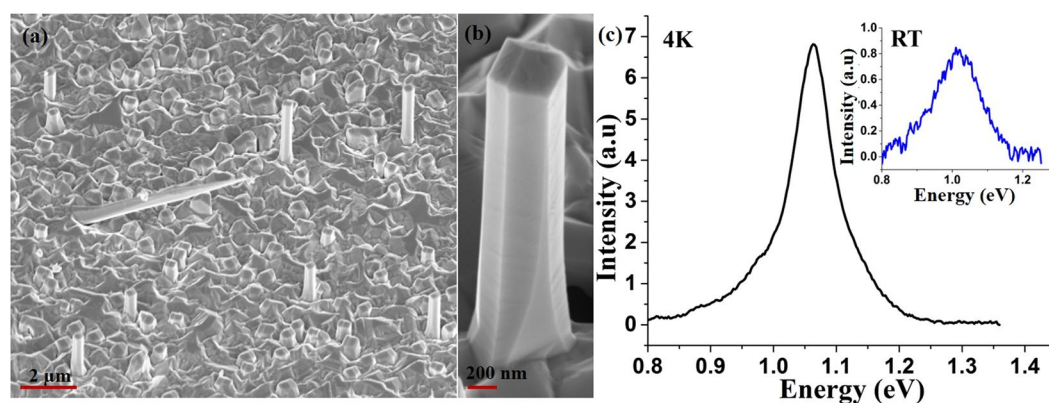 (a)
2 μm
(b)
200 nm
(c)
4K
Intensity (a.u)
7
6
5
4
3
2
1
0
0.8 0.9 1.0 1.1 1.2 1.3 1.4
Energy (eV)
RT
Intensity (a.u)
1.0
0.8
0.6
0.4
0.2
0.0
0.8 1.0 1.2
Energy (eV)